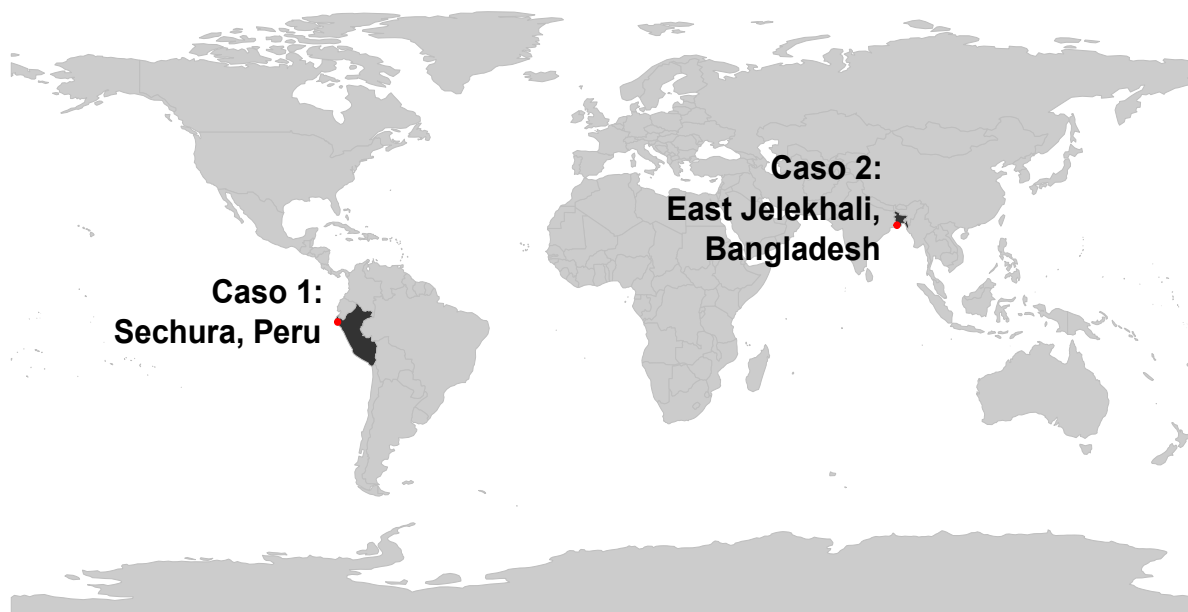 Caso 2:
East Jelekhali,
Bangladesh
Caso 1:
Sechura, Peru